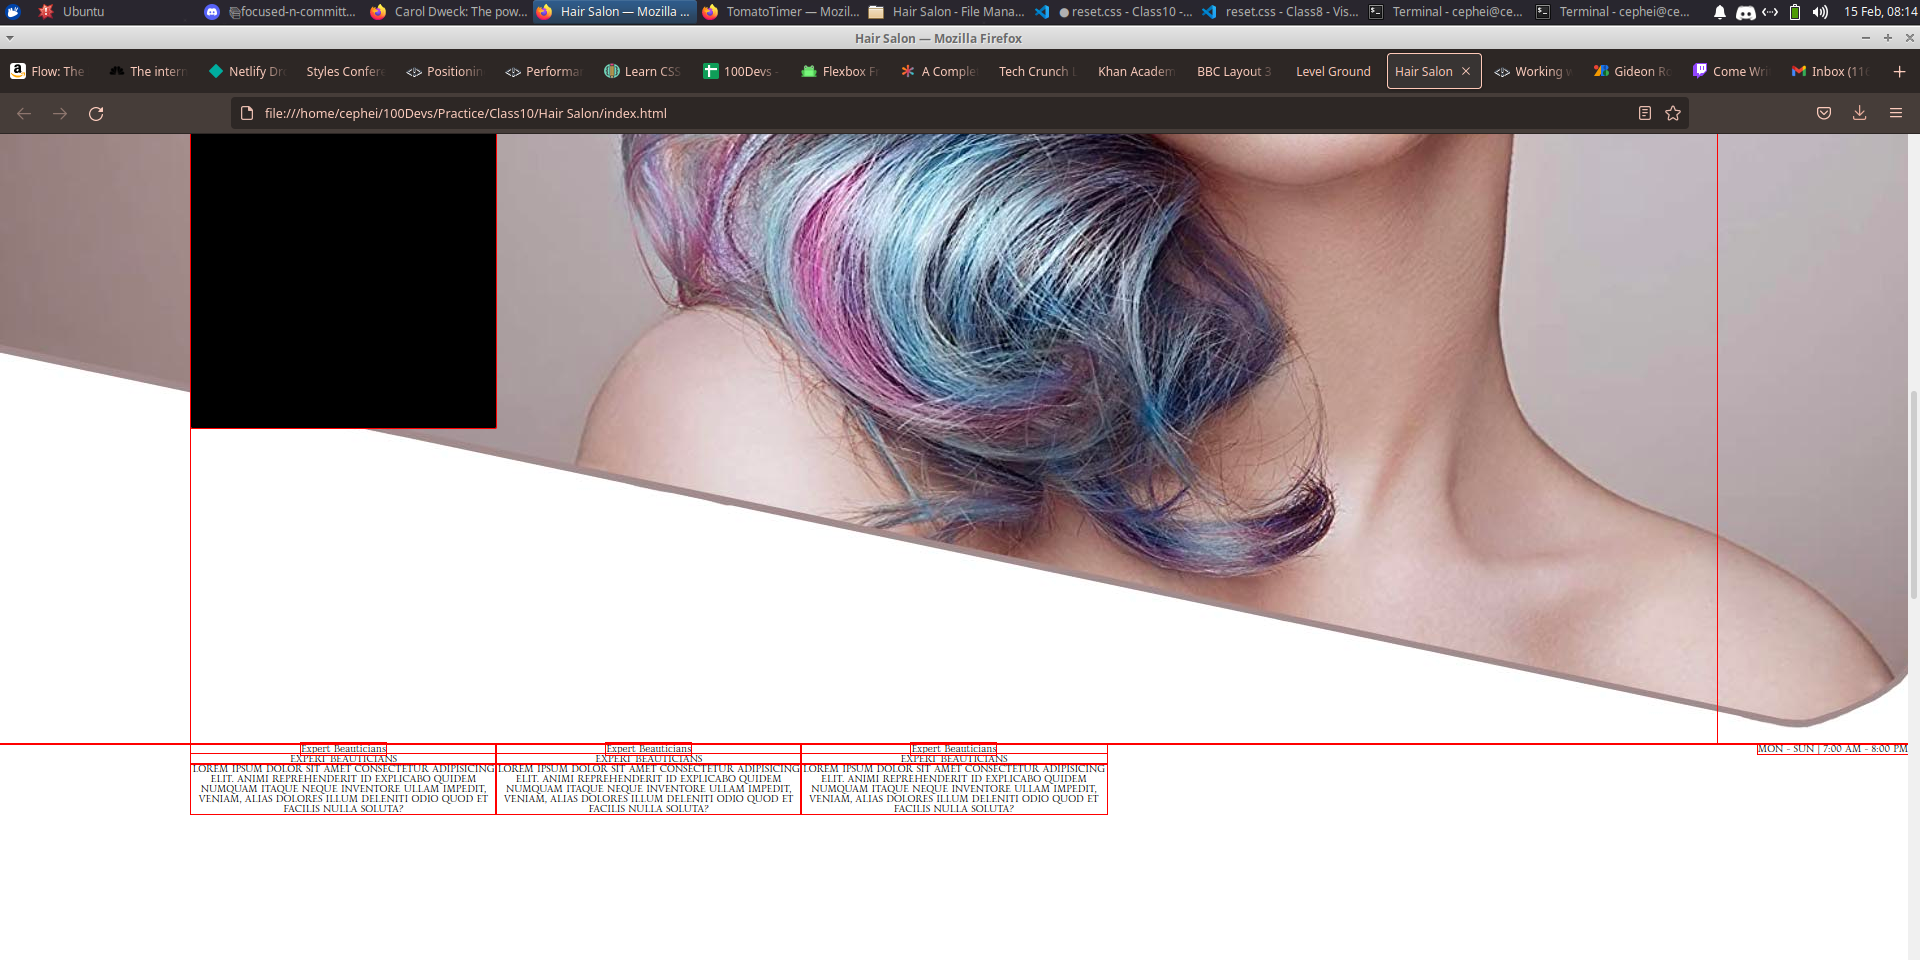 Ubuntu
focused-n-committ...
Carol Dweck: The pow...
Hair Salon — Mozilla ...
TomatoTimer — Mozil...
Hair Salon - File Mana...
reset.css - Class10 -...
reset.css - Class8 - Vis...
Terminal - cephei@ce...
Terminal - cephei@ce...
15 Feb, 08:14
Hair Salon — Mozilla Firefox
Flow: The
The intern
Netlify Dr
Styles Confere
Positionin
Performa
Learn CSS
100Devs -
Flexbox Fr
A Comple
Tech Crunch L
Khan Academ
BBC Layout 3
Level Ground
Hair Salon
Working w
Gideon Ro
Come Wri
Inbox (116
file:///home/cephei/100Devs/Practice/Class10/Hair Salon/index.html
Expert Beauticians
EXPERT BEAUTICIANS
LOREM IPSUM DOLOR SIT AMET CONSECTETUR ADIPISICING
ELIT. ANIMI REPREHENDERIT ID EXPLICABO QUIDEM
NUMQUAM ITAQUE NEQUE INVENTORE ULLAM IMPEDIT,
VENIAM, ALIAS DOLORES ILLUM DELENITI ODIO QUOD ET
FACILIS NULLA SOLUTA?
Expert Beauticians
EXPERT BEAUTICIANS
LOREM IPSUM DOLOR SIT AMET CONSECTETUR ADIPISICING
ELIT. ANIMI REPREHENDERIT ID EXPLICABO QUIDEM
NUMQUAM ITAQUE NEQUE INVENTORE ULLAM IMPEDIT,
VENIAM, ALIAS DOLORES ILLUM DELENITI ODIO QUOD ET
FACILIS NULLA SOLUTA?
Expert Beauticians
EXPERT BEAUTICIANS
LOREM IPSUM DOLOR SIT AMET CONSECTETUR ADIPISICING
ELIT. ANIMI REPREHENDERIT ID EXPLICABO QUIDEM
NUMQUAM ITAQUE NEQUE INVENTORE ULLAM IMPEDIT,
VENIAM, ALIAS DOLORES ILLUM DELENITI ODIO QUOD ET
FACILIS NULLA SOLUTA?
MON - SUN | 7:00 AM - 8:00 PM